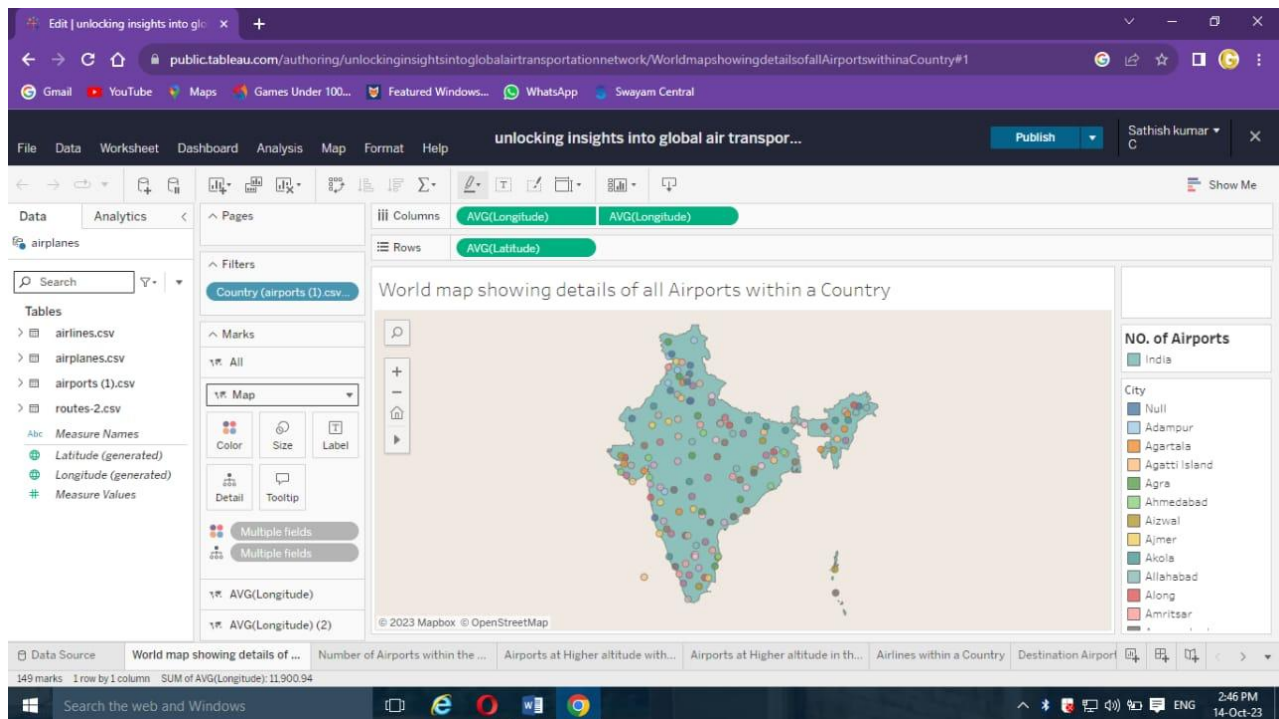 Edit | unlocking insights into glo
public.tableau.com/authoring/unlockinginsightsintoglobalairtransportationnetwork/WorldmapshowingdetailsofallAirportswithinaCountry#1
Gmail YouTube Maps Games Under 100... Featured Windows... WhatsApp Swayam Central
File Data Worksheet Dashboard Analysis Map Format Help
unlocking insights into global air transpor...
Publish
Sathish kumar
C
Show Me
Data Analytics
airplanes
Search
Tables
airlines.csv
airplanes.csv
airports (1).csv
routes-2.csv
Abc Measure Names
Latitude (generated)
Longitude (generated)
# Measure Values
Pages
Filters
Country (airports (1).csv...
Marks
All
Map
Color Size Label
Detail Tooltip
Multiple fields
Multiple fields
AVG(Longitude)
AVG(Longitude) (2)
Columns AVG(Longitude) AVG(Longitude)
Rows AVG(Latitude)
World map showing details of all Airports within a Country
© 2023 Mapbox © OpenStreetMap
NO. of Airports
India
City
Null
Adampur
Agartala
Agatti Island
Agra
Ahmedabad
Aizwal
Ajmer
Akola
Allahabad
Along
Amritsar
Data Source World map showing details of ... Number of Airports within the ... Airports at Higher altitude with... Airports at Higher altitude in th... Airlines within a Country Destination Airport
149 marks 1 row by 1 column SUM of AVG(Longitude): 11,900.94
Search the web and Windows
ENG
2:46 PM
14-Oct-23